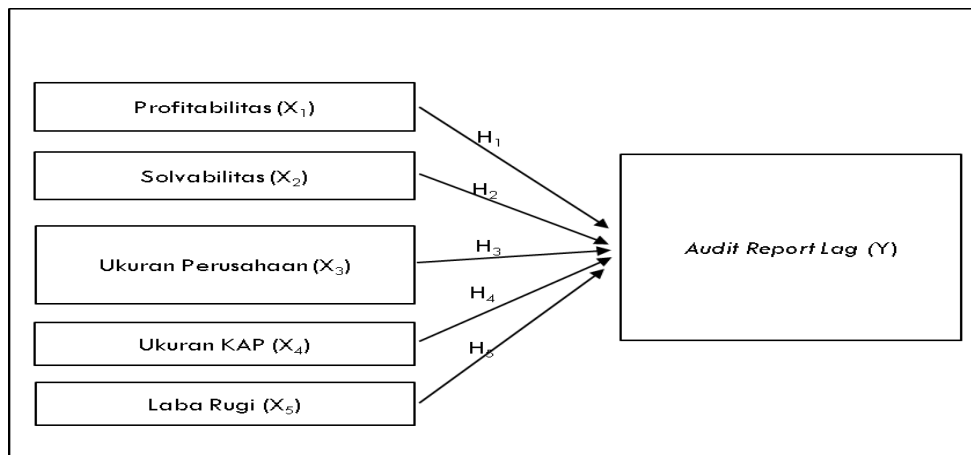 Profitabilitas (X₁)
H₁
Solvabilitas (X₂)
H₂
Ukuran Perusahaan (X₃)
H₃
Audit Report Lag (Y)
H₄
Ukuran KAP (X₄)
H₅
Laba Rugi (X₅)